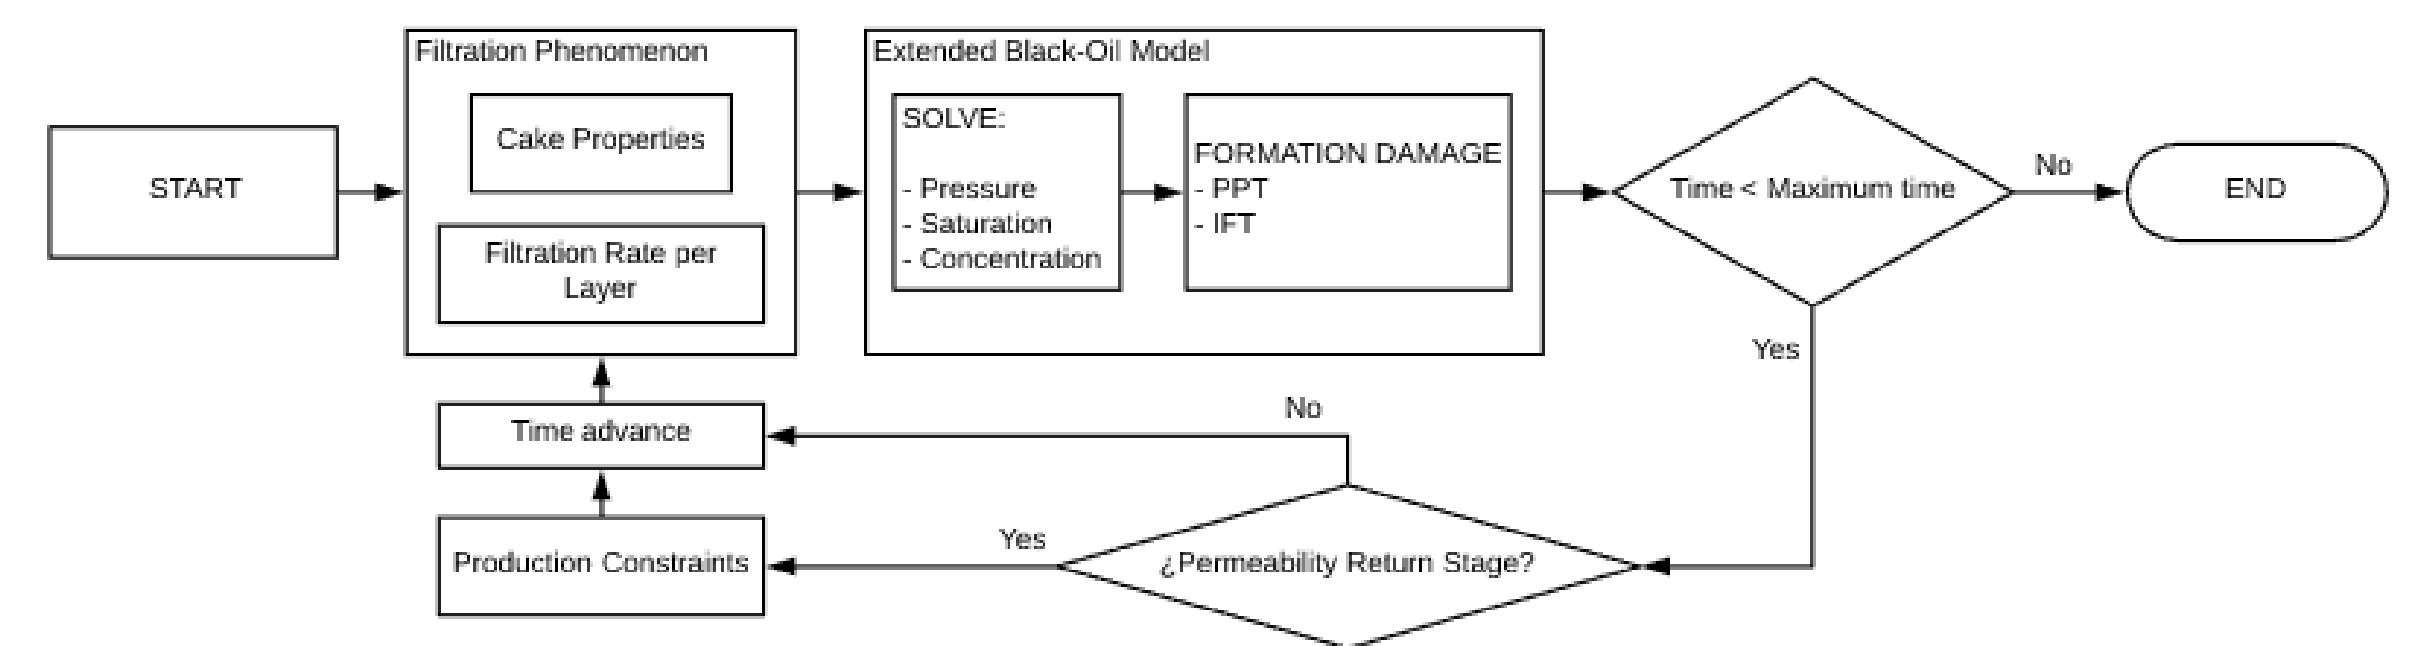 START
Filtration Phenomenon
Cake Properties
Filtration Rate per
Layer
Extended Black-Oil Model
SOLVE:
- Pressure
- Saturation
- Concentration
FORMATION DAMAGE
- PPT
- IFT
Time < Maximum time
No
END
Yes
Time advance
No
Production Constraints
Yes
¿Permeability Return Stage?